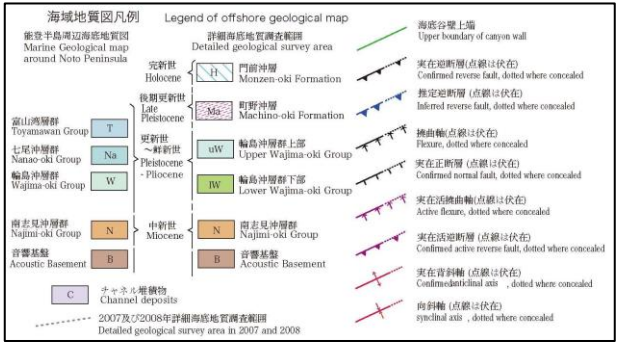 海域地質図凡例
Legend of offshore geological map
能登半島周辺海底地質図
Marine Geological map
around Noto Peninsula
詳細海底地質調査範囲
Detailed geological survey area
完新世
Holocene
H
門前沖層
Monzen-oki Formation
後期更新世
Late
Pleistocene
Ma
町野沖層
Machino-oki Formation
富山湾層群
Toyamawan Group
T
七尾沖層群
Nanao-oki Group
Na
輪島沖層群
Wajima-oki Group
W
更新世
～鮮新世
Pleistocene
- Pliocene
uW
輪島沖層群上部
Upper Wajima-oki Group
lW
輪島沖層群下部
Lower Wajima-oki Group
南志見沖層群
Najimi-oki Group
N
中新世
Miocene
N
南志見沖層群
Najimi-oki Group
音響基盤
Acoustic Basement
B
B
音響基盤
Acoustic Basement
C
チャネル堆積物
Channel deposits
2007及び2008年詳細海底地質調査範囲
Detailed geological survey area in 2007 and 2008
海底谷壁上端
Upper boundary of canyon wall
実在逆断層(点線は伏在)
Confirmed reverse fault, dotted where concealed
推定逆断層(点線は伏在)
Inferred reverse fault, dotted where concealed
撓曲軸(点線は伏在)
Flexure, dotted where concealed
実在正断層(点線は伏在)
Confirmed normal fault, dotted where concealed
実在活撓曲軸(点線は伏在)
Active flexure, dotted where concealed
実在活逆断層(点線は伏在)
Confirmed active reverse fault, dotted where concealed
実在背斜軸(点線は伏在)
Confirmedanticlinal axis , dotted where concealed
向斜軸(点線は伏在)
synclinal axis , dotted where concealed